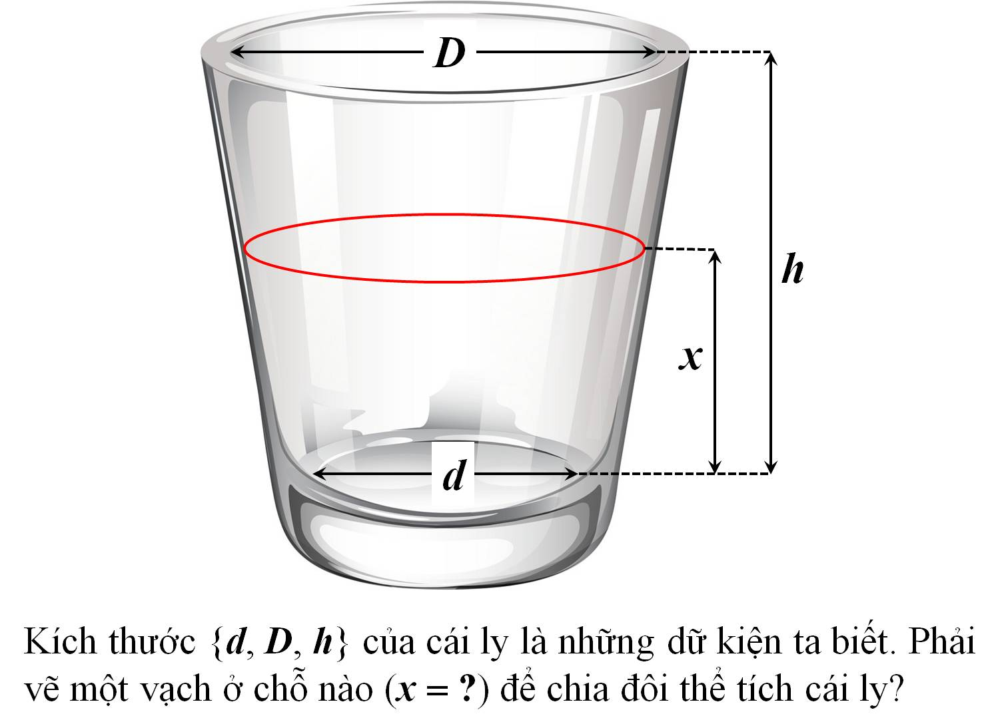 D
h
x
d
Kích thước {d, D, h} của cái ly là những dữ kiện ta biết. Phải
vẽ một vạch ở chỗ nào (x = ?) để chia đôi thể tích cái ly?